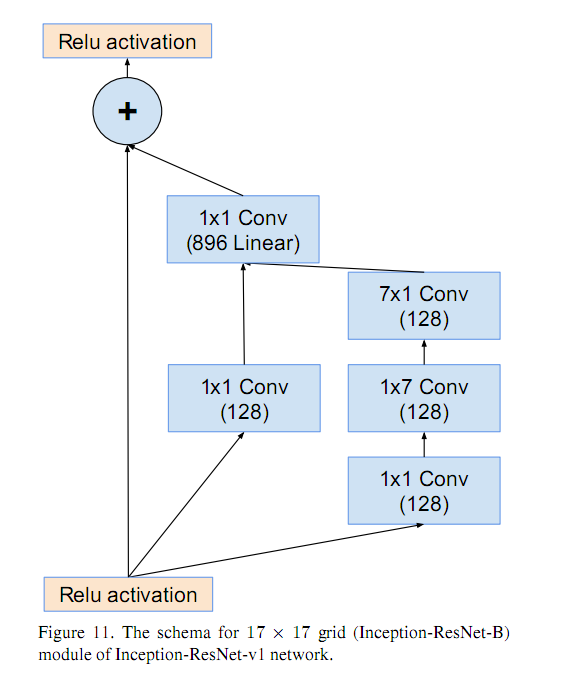 Relu activation
+
1x1 Conv
(896 Linear)
7x1 Conv
(128)
1x1 Conv
(128)
1x7 Conv
(128)
1x1 Conv
(128)
Relu activation
Figure 11. The schema for 17 × 17 grid (Inception-ResNet-B)
module of Inception-ResNet-v1 network.